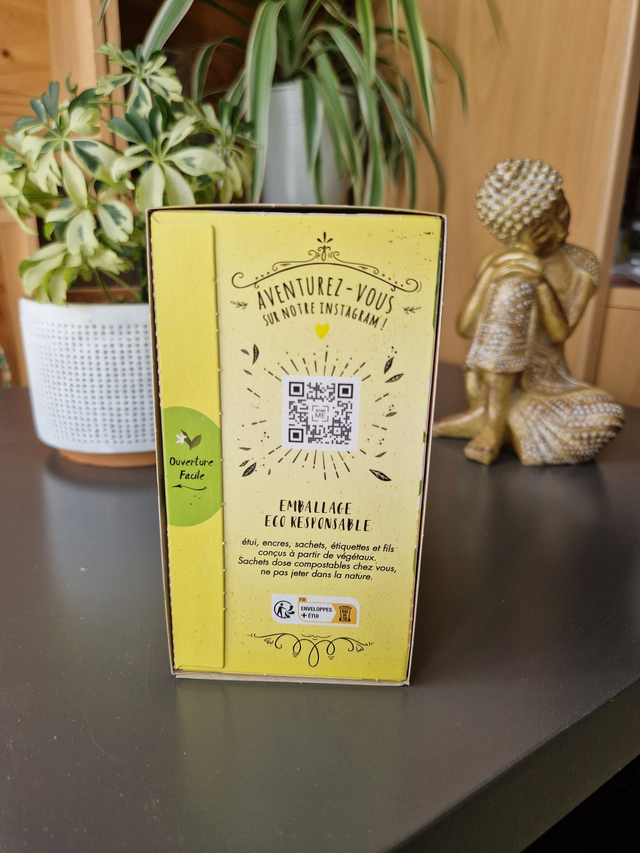 AVENTUREZ-VOUS
SUR NOTRE INSTAGRAM !
Ouverture
Facile
EMBALLAGE
ECO RESPONSABLE
étui, encres, sachets, étiquettes et fils
conçus à partir de végétaux.
Sachets dose compostables chez vous,
ne pas jeter dans la nature.
FR
ENVELOPPES
+ ÉTUI